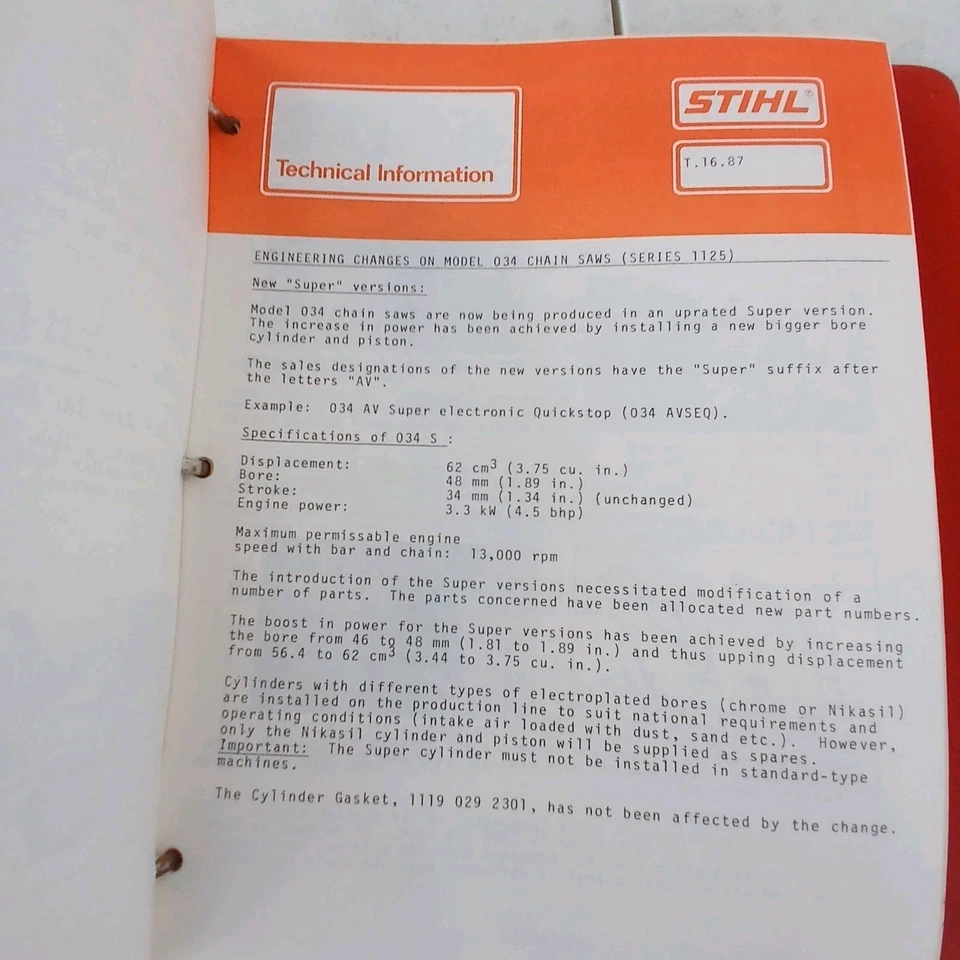 Technical Information
STIHL®
T.16.87
ENGINEERING CHANGES ON MODEL 034 CHAIN SAWS (SERIES 1125)
New "Super" versions:
Model 034 chain saws are now being produced in an uprated Super version.
The increase in power has been achieved by installing a new bigger bore
cylinder and piston.
The sales designations of the new versions have the "Super" suffix after
the letters "AV".
Example: 034 AV Super electronic Quickstop (034 AVSEQ).
Specifications of 034 S :
Displacement: 62 cm³ (3.75 cu. in.)
Bore: 48 mm (1.89 in.)
Stroke: 34 mm (1.34 in.) (unchanged)
Engine power: 3.3 kW (4.5 bhp)
Maximum permissable engine
speed with bar and chain: 13,000 rpm
The introduction of the Super versions necessitated modification of a
number of parts. The parts concerned have been allocated new part numbers.
The boost in power for the Super versions has been achieved by increasing
the bore from 46 to 48 mm (1.81 to 1.89 in.) and thus upping displacement
from 56.4 to 62 cm³ (3.44 to 3.75 cu. in.).
Cylinders with different types of electroplated bores (chrome or Nikasil)
are installed on the production line to suit national requirements and
operating conditions (intake air loaded with dust, sand etc.). However,
only the Nikasil cylinder and piston will be supplied as spares.
Important: The Super cylinder must not be installed in standard-type
machines.
The Cylinder Gasket, 1119 029 2301, has not been affected by the change.